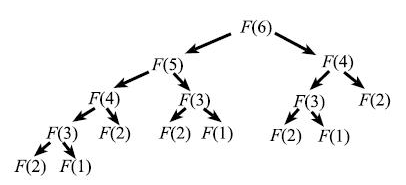 F(6)
F(5) F(4)
F(4) F(3) F(3) F(2)
F(3) F(2) F(2) F(1) F(2) F(1)
F(2) F(1)